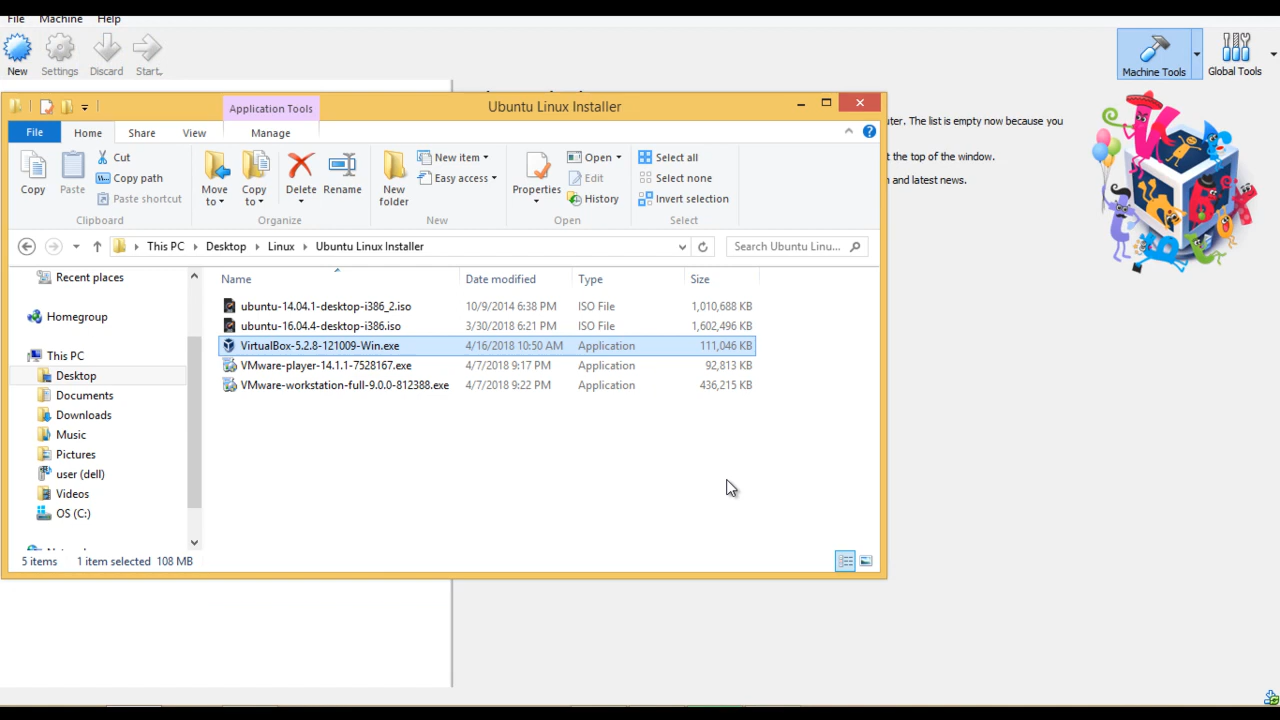 File Machine Help
New Settings Discard Start
Machine Tools Global Tools
Application Tools Ubuntu Linux Installer
File Home Share View Manage
Copy Paste Cut Copy path Paste shortcut
Clipboard
Move to Copy to Delete Rename
Organize
New folder New item Easy access
New
Properties Open Edit History
Open
Select all Select none Invert selection
Select
This PC Desktop Linux Ubuntu Linux Installer Search Ubuntu Linu...
Recent places
Homegroup
This PC
Desktop
Documents
Downloads
Music
Pictures
user (dell)
Videos
OS (C:)
Name Date modified Type Size
ubuntu-14.04.1-desktop-i386_2.iso 10/9/2014 6:38 PM ISO File 1,010,688 KB
ubuntu-16.04.4-desktop-i386.iso 3/30/2018 6:21 PM ISO File 1,602,496 KB
VirtualBox-5.2.8-121009-Win.exe 4/16/2018 10:50 AM Application 111,046 KB
VMware-player-14.1.1-7528167.exe 4/7/2018 9:17 PM Application 92,813 KB
VMware-workstation-full-9.0.0-812388.exe 4/7/2018 9:22 PM Application 436,215 KB
5 items 1 item selected 108 MB
uter. The list is empty now because you
t the top of the window.
and latest news.